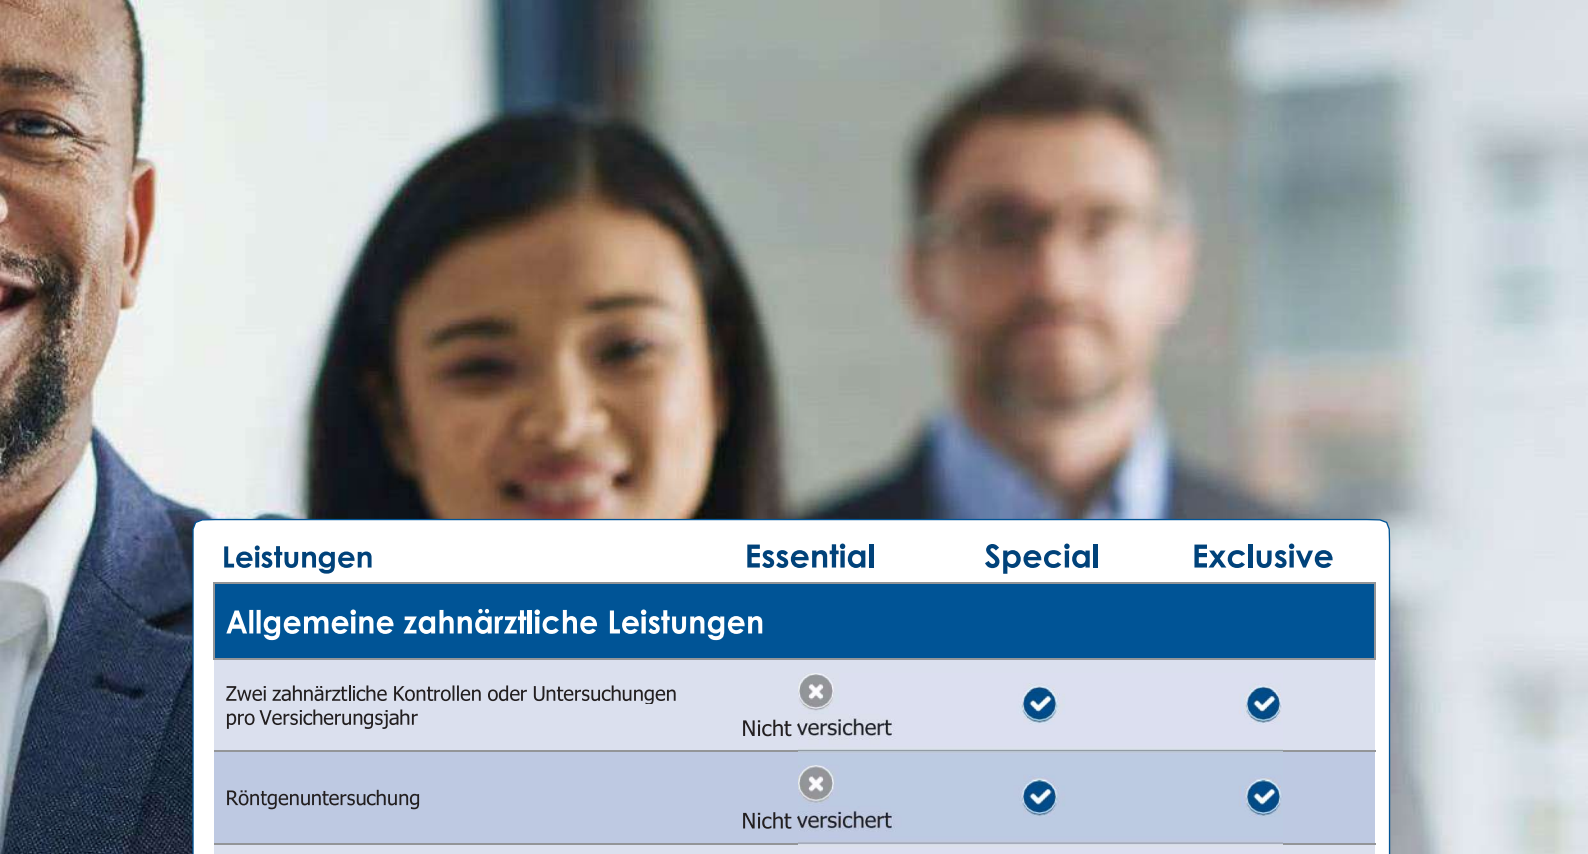 Leistungen Essential Special Exclusive
Allgemeine zahnärztliche Leistungen
Zwei zahnärztliche Kontrollen oder Untersuchungen
pro Versicherungsjahr
Nicht versichert
Röntgenuntersuchung
Nicht versichert